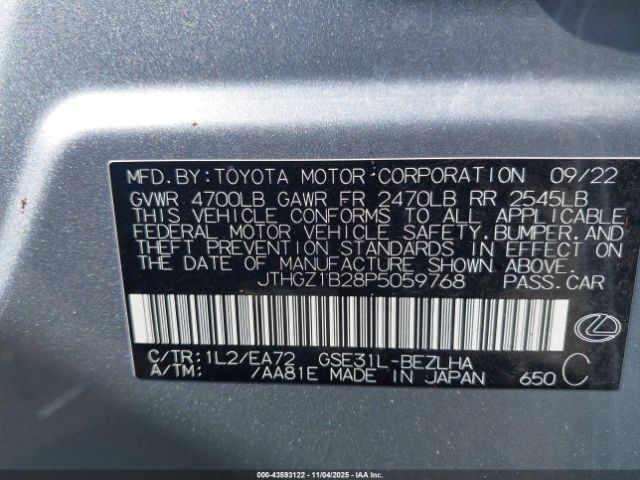 MFD.BY:TOYOTA MOTOR CORPORATION 09/22
GVWR 4700LB GAWR FR 2470LB RR 2545LB
THIS VEHICLE CONFORMS TO ALL APPLICABLE
FEDERAL MOTOR VEHICLE SAFETY,BUMPER,AND
THEFT PREVENTION STANDARDS IN EFFECT ON
THE DATE OF MANUFACTURE SHOWN ABOVE.
JTHGZ1B28P5059768 PASS.CAR
C/TR:1L2/EA72 GSE31L-BEZLHA
A/TM: /AA81E MADE IN JAPAN 650 C
000-43593122 - 11/04/2025 - IAAI.CA